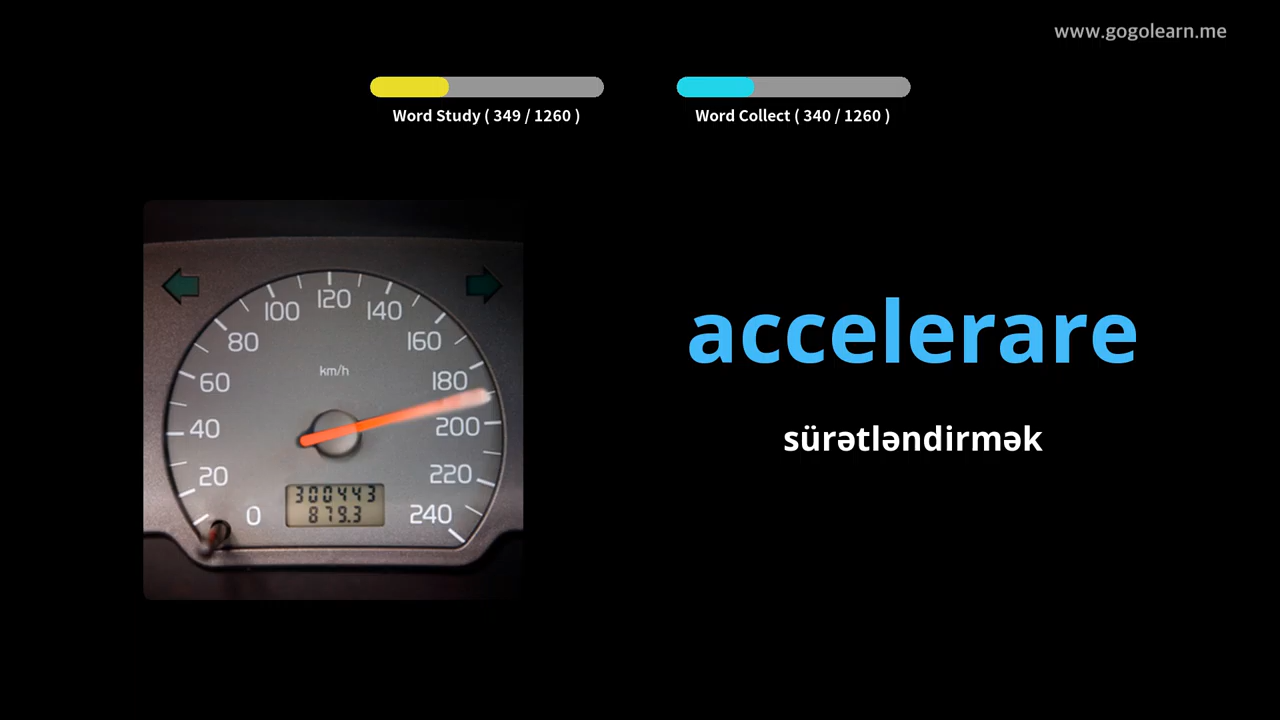 www.gogolearn.me
Word Study ( 349 / 1260 )
Word Collect ( 340 / 1260 )
120
100
140
80
160
km/h
60
180
40
200
20
220
300443
0
240
879.3
accelerare
sürətləndirmək